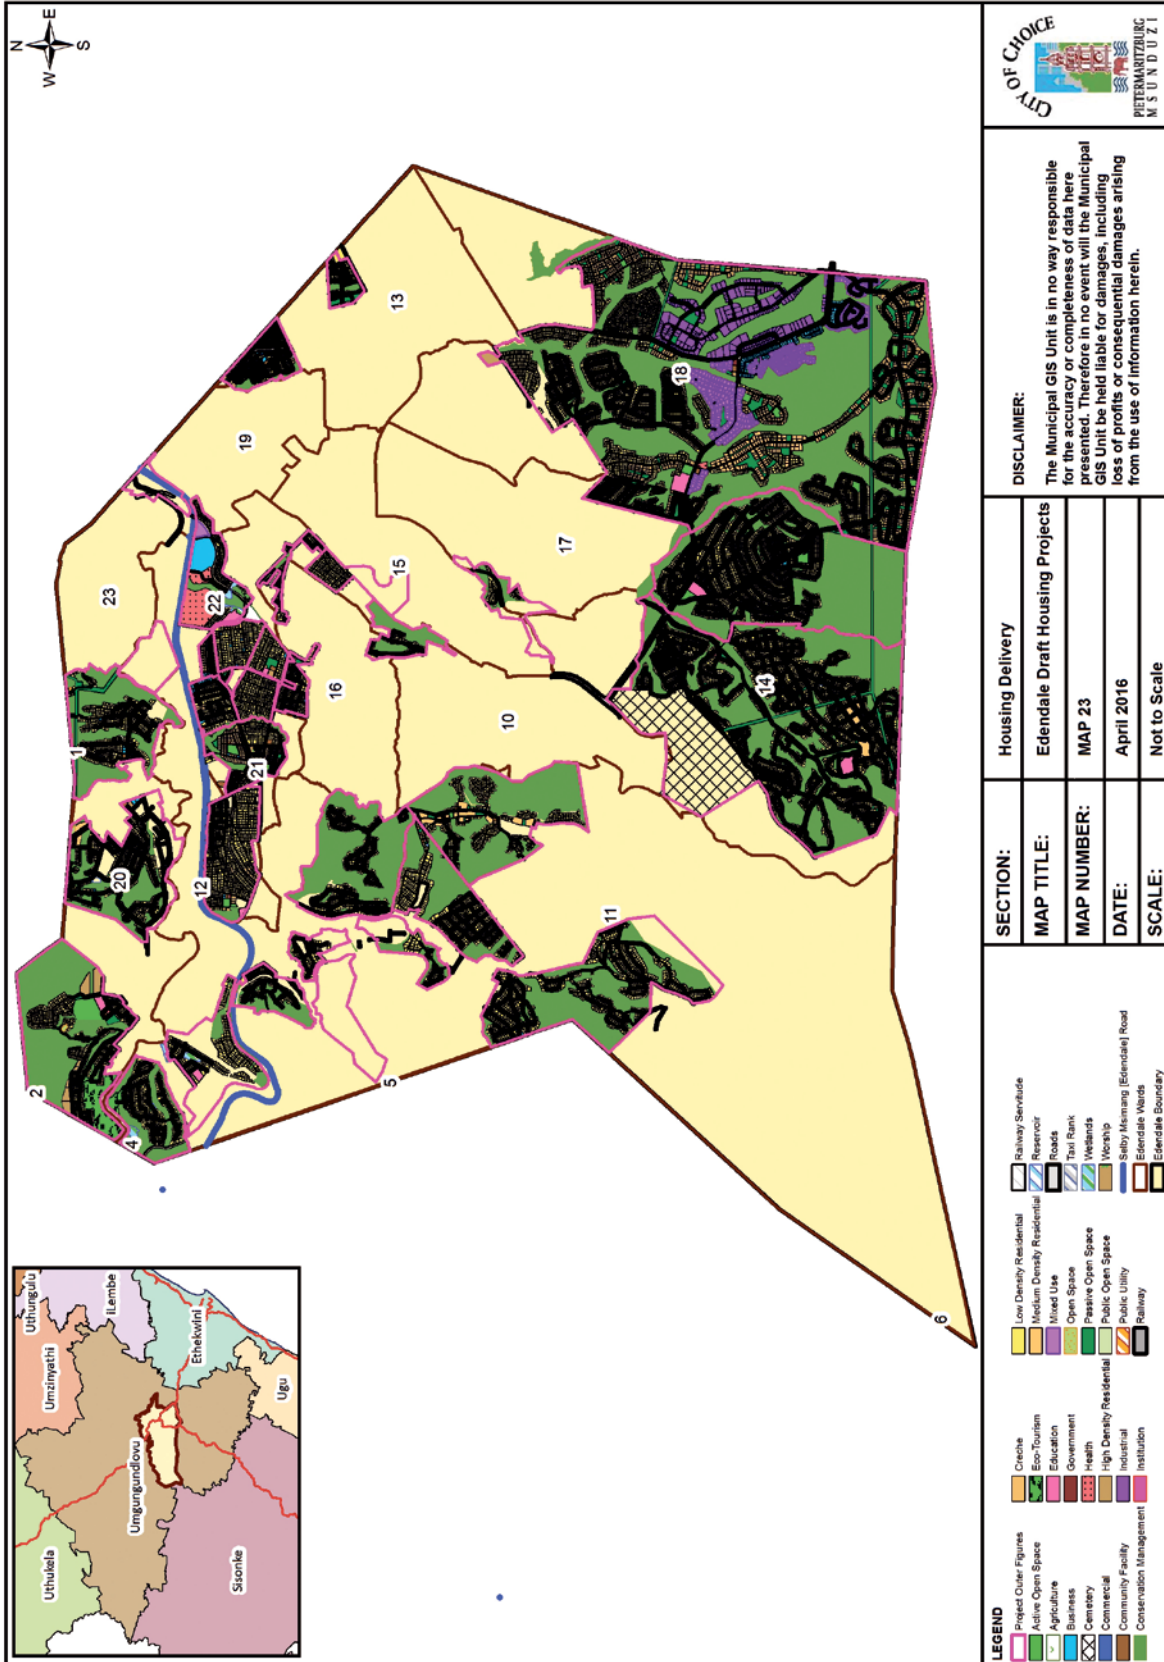 N
W
E
S
23
19
13
1
22
20
21
12
16
15
18
2
4
10
17
14
5
11
6
Uthukela
Umzinyathi
Uthungulu
iLembe
Umgungundlovu
Ethekwini
Sisonke
Ugu
LEGEND
Project Outer Figures
Active Open Space
Agriculture
Business
Cemetery
Commercial
Community Facility
Conservation Management
Creche
Eco-Tourism
Education
Government
Health
High Density Residential
Industrial
Institution
Low Density Residential
Medium Density Residential
Mixed Use
Open Space
Passive Open Space
Public Open Space
Public Utility
Railway
Railway Servitude
Reservoir
Roads
Taxi Rank
Wetlands
Worship
Selby Msimang [Edendale] Road
Edendale Wards
Edendale Boundary
SECTION: Housing Delivery
MAP TITLE: Edendale Draft Housing Projects
MAP NUMBER: MAP 23
DATE: April 2016
SCALE: Not to Scale
DISCLAIMER:
The Municipal GIS Unit is in no way responsible
for the accuracy or completeness of data here
presented. Therefore in no event will the Municipal
GIS Unit be held liable for damages, including
loss of profits or consequential damages arising
from the use of information herein.
CITY OF CHOICE
PIETERMARITZBURG
MSUNDUZI